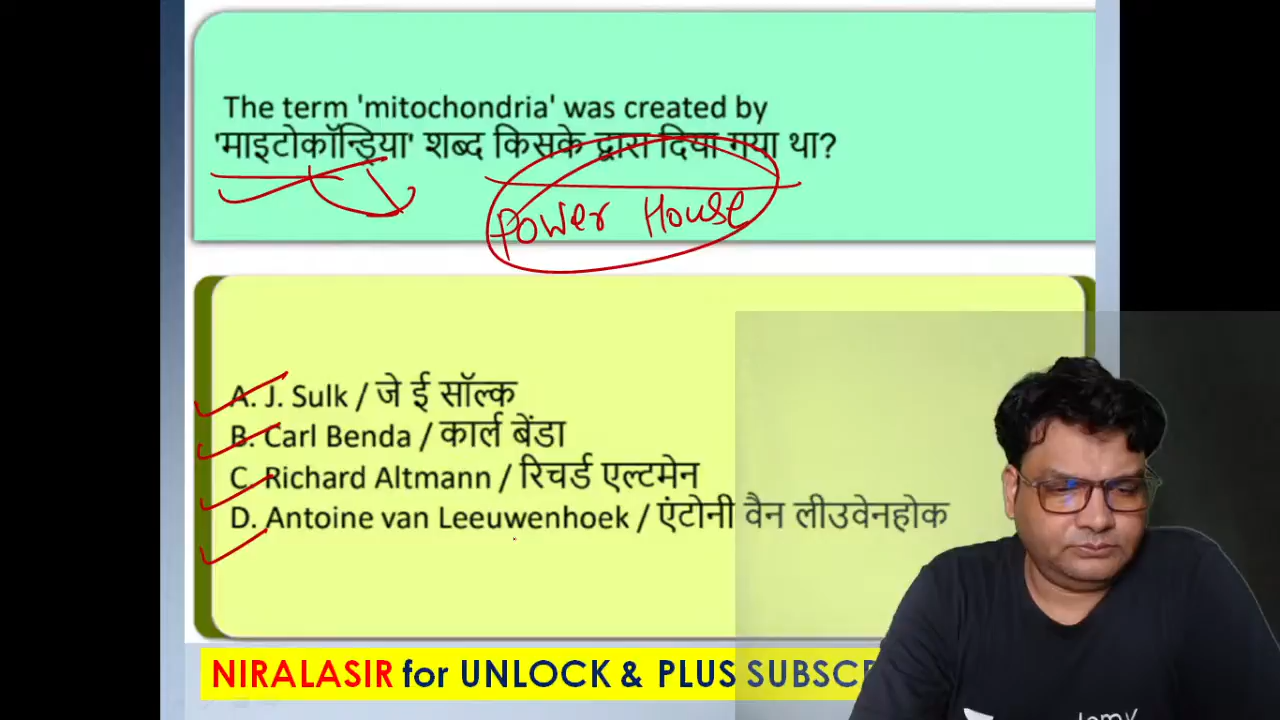 The term 'mitochondria' was created by
'माइटोकॉन्ड्रिया' शब्द किसके द्वारा दिया गया था?
Power House
A. J. Sulk / जे ई सॉल्क
B. Carl Benda / कार्ल बेंडा
C. Richard Altmann / रिचर्ड एल्टमेन
D. Antoine van Leeuwenhoek / एंटोनी वैन लीउवेनहोक
NIRALASIR for UNLOCK & PLUS